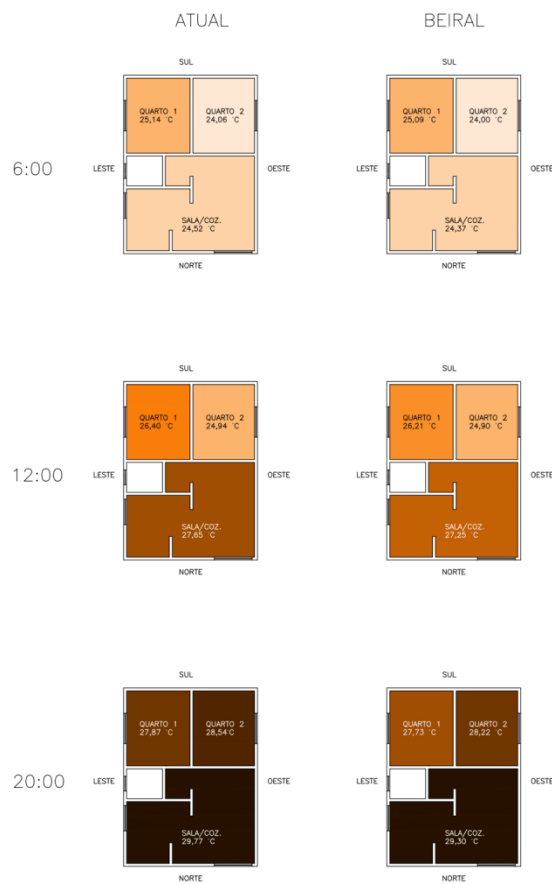 ATUAL BEIRAL
SUL SUL
QUARTO 1 QUARTO 2 QUARTO 1 QUARTO 2
25,14 °C 24,06 °C 25,09 °C 24,00 °C
6:00 LESTE OESTE LESTE OESTE
SALA/COZ. SALA/COZ.
24,52 °C 24,37 °C
NORTE NORTE
SUL SUL
QUARTO 1 QUARTO 2 QUARTO 1 QUARTO 2
26,40 °C 24,94 °C 26,21 °C 24,90 °C
12:00 LESTE OESTE LESTE OESTE
SALA/COZ. SALA/COZ.
27,65 °C 27,25 °C
NORTE NORTE
SUL SUL
QUARTO 1 QUARTO 2 QUARTO 1 QUARTO 2
27,87 °C 28,54°C 27,73 °C 28,22 °C
20:00 LESTE OESTE LESTE OESTE
SALA/COZ. SALA/COZ.
29,77 °C 29,30 °C
NORTE NORTE